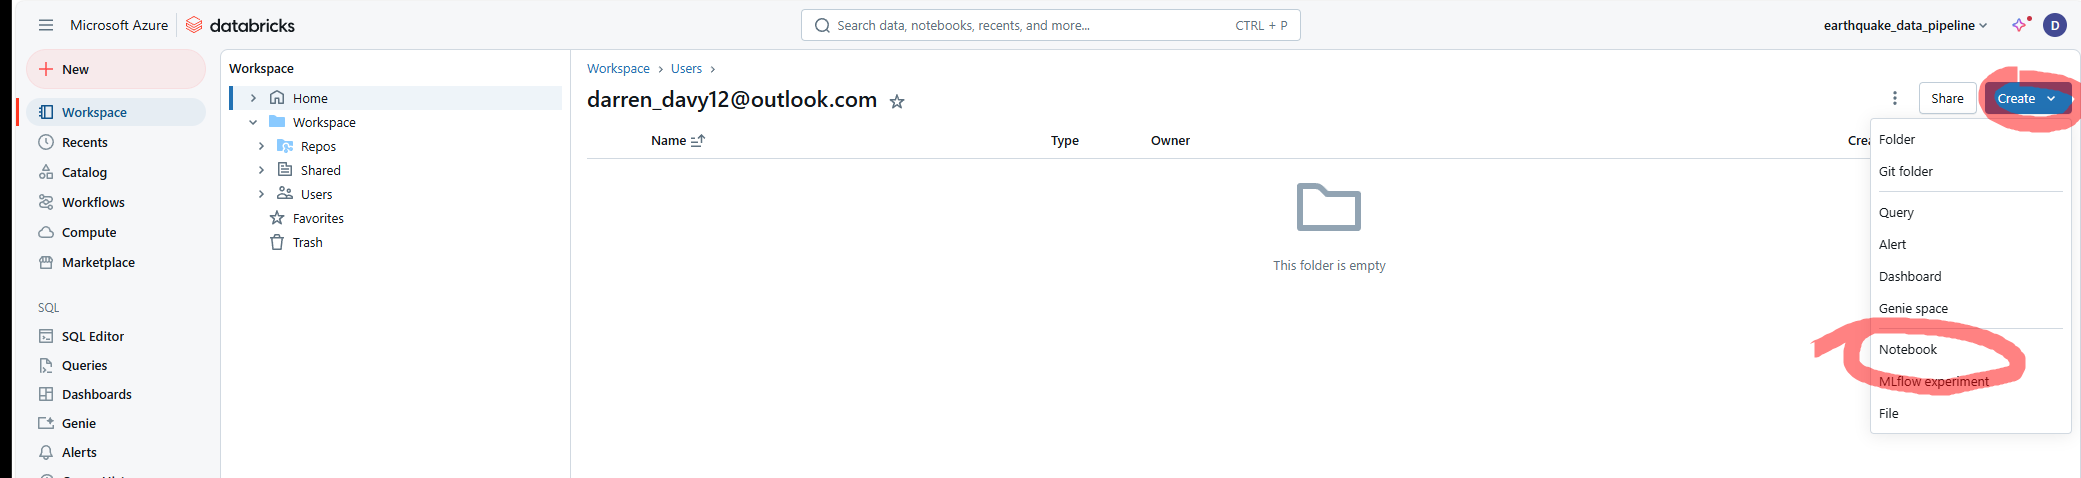 Microsoft Azure databricks
Search data, notebooks, recents, and more... CTRL + P
earthquake_data_pipeline
D
New
Workspace
Recents
Catalog
Workflows
Compute
Marketplace
SQL
SQL Editor
Queries
Dashboards
Genie
Alerts
Workspace
Home
Workspace
Repos
Shared
Users
Favorites
Trash
Workspace > Users >
darren_davy12@outlook.com
Share
Create
Name Type Owner
This folder is empty
Folder
Git folder
Query
Alert
Dashboard
Genie space
Notebook
MLflow experiment
File